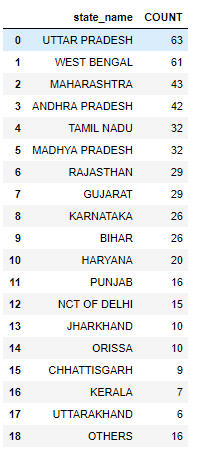 state_name COUNT
0 UTTAR PRADESH 63
1 WEST BENGAL 61
2 MAHARASHTRA 43
3 ANDHRA PRADESH 42
4 TAMIL NADU 32
5 MADHYA PRADESH 32
6 RAJASTHAN 29
7 GUJARAT 29
8 KARNATAKA 26
9 BIHAR 26
10 HARYANA 20
11 PUNJAB 16
12 NCT OF DELHI 15
13 JHARKHAND 10
14 ORISSA 10
15 CHHATTISGARH 9
16 KERALA 7
17 UTTARAKHAND 6
18 OTHERS 16